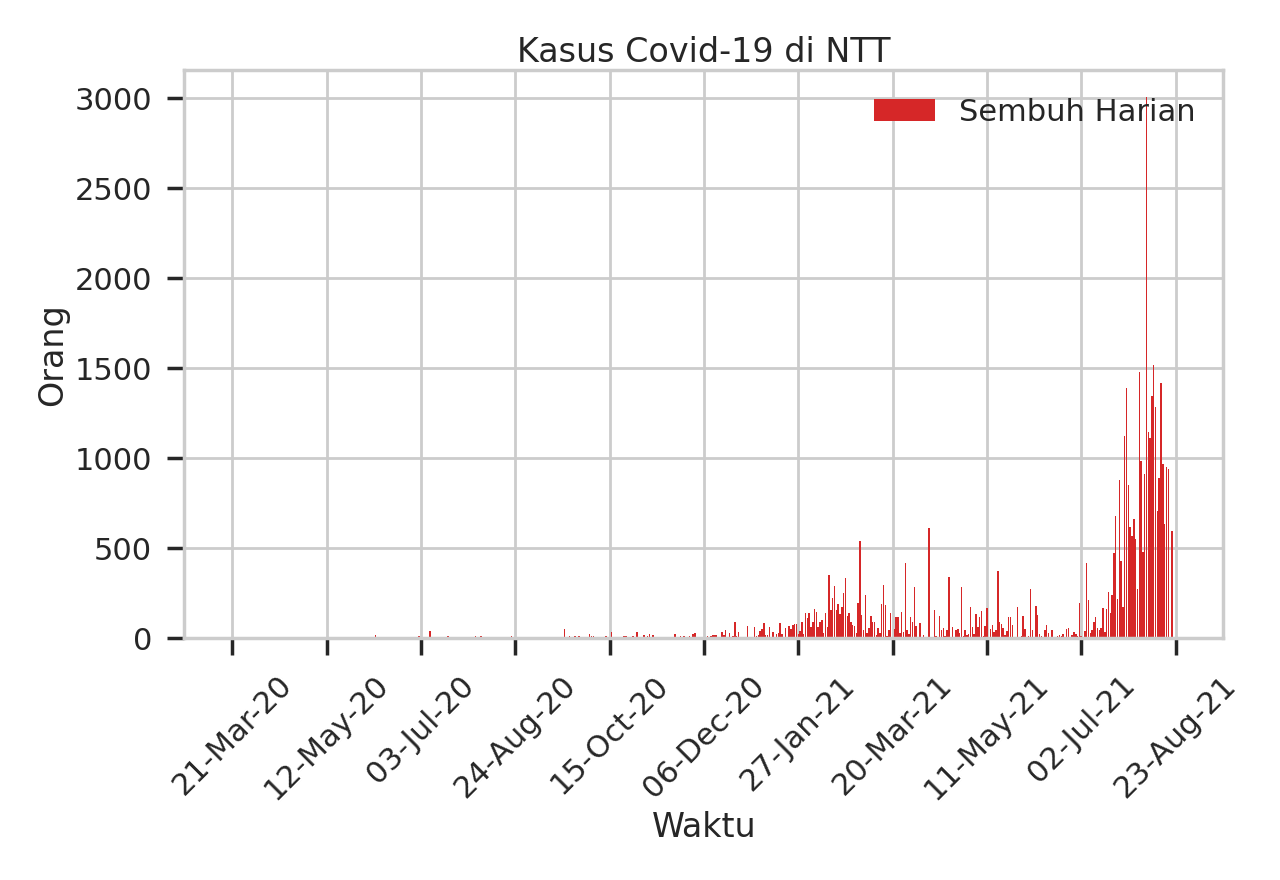 Kasus Covid-19 di NTT
Sembuh Harian
3000
2500
2000
1500
1000
500
0
Orang
21-Mar-20
12-May-20
03-Jul-20
24-Aug-20
15-Oct-20
06-Dec-20
27-Jan-21
20-Mar-21
11-May-21
02-Jul-21
23-Aug-21
Waktu